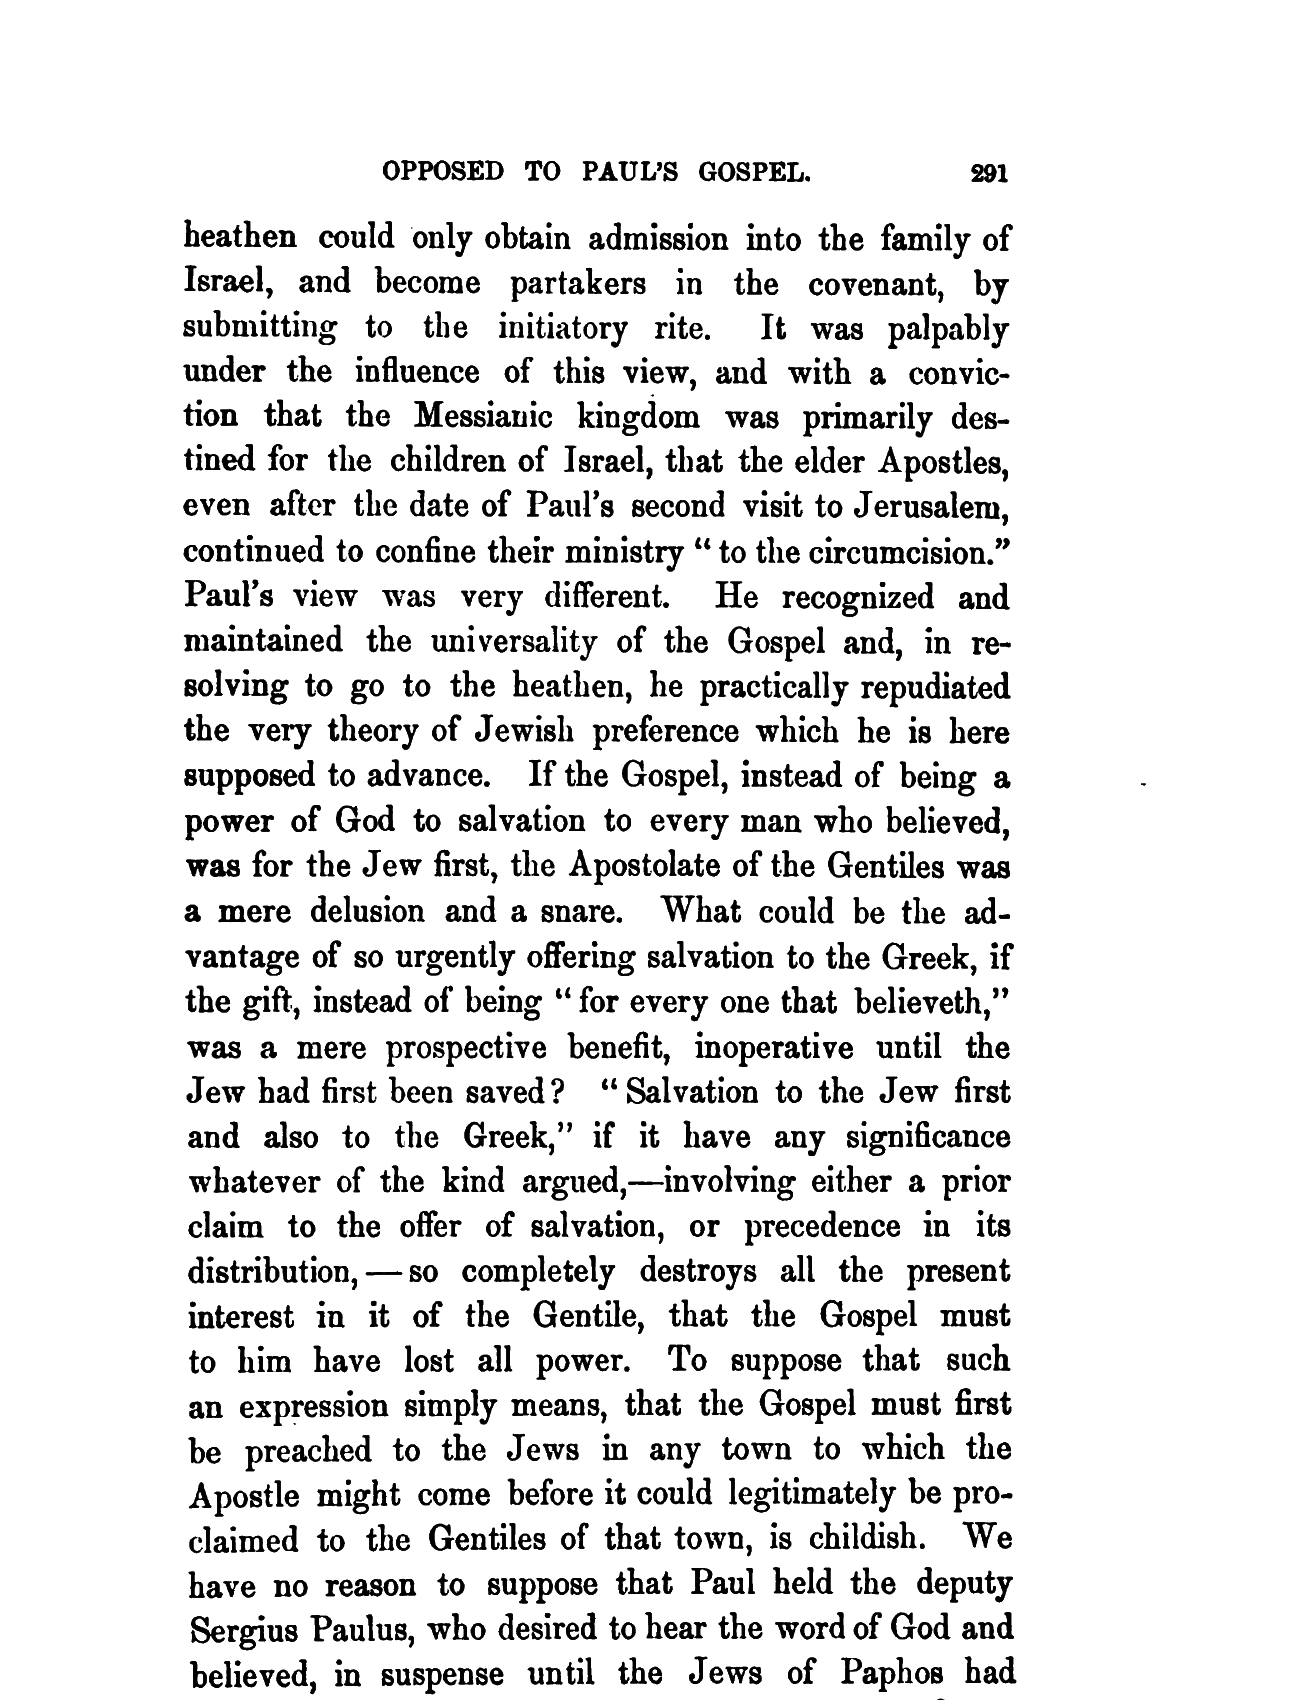 OPPOSED TO PAUL'S GOSPEL. 291
heathen could only obtain admission into the family of
Israel, and become partakers in the covenant, by
submitting to the initiatory rite. It was palpably
under the influence of this view, and with a convic-
tion that the Messianic kingdom was primarily des-
tined for the children of Israel, that the elder Apostles,
even after the date of Paul's second visit to Jerusalem,
continued to confine their ministry “ to the circumcision.”
Paul's view was very different. He recognized and
maintained the universality of the Gospel and, in re-
solving to go to the heathen, he practically repudiated
the very theory of Jewish preference which he is here
supposed to advance. If the Gospel, instead of being a
power of God to salvation to every man who believed,
was for the Jew first, the Apostolate of the Gentiles was
a mere delusion and a snare. What could be the ad-
vantage of so urgently offering salvation to the Greek, if
the gift, instead of being “ for every one that believeth,”
was a mere prospective benefit, inoperative until the
Jew had first been saved? “ Salvation to the Jew first
and also to the Greek,” if it have any significance
whatever of the kind argued,—involving either a prior
claim to the offer of salvation, or precedence in its
distribution, — so completely destroys all the present
interest in it of the Gentile, that the Gospel must
to him have lost all power. To suppose that such
an expression simply means, that the Gospel must first
be preached to the Jews in any town to which the
Apostle might come before it could legitimately be pro-
claimed to the Gentiles of that town, is childish. We
have no reason to suppose that Paul held the deputy
Sergius Paulus, who desired to hear the word of God and
believed, in suspense until the Jews of Paphos had